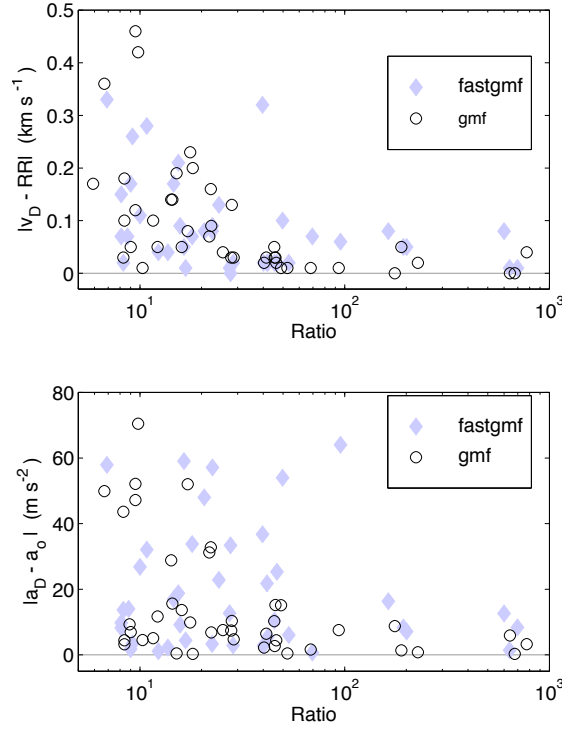 0.5
0.4
0.3
0.2
0.1
0
|v_D - RR| (km s^-1)
fastgmf
gmf
10^1
10^2
10^3
Ratio
80
60
40
20
0
|a_D - a_o| (m s^-2)
fastgmf
gmf
10^1
10^2
10^3
Ratio